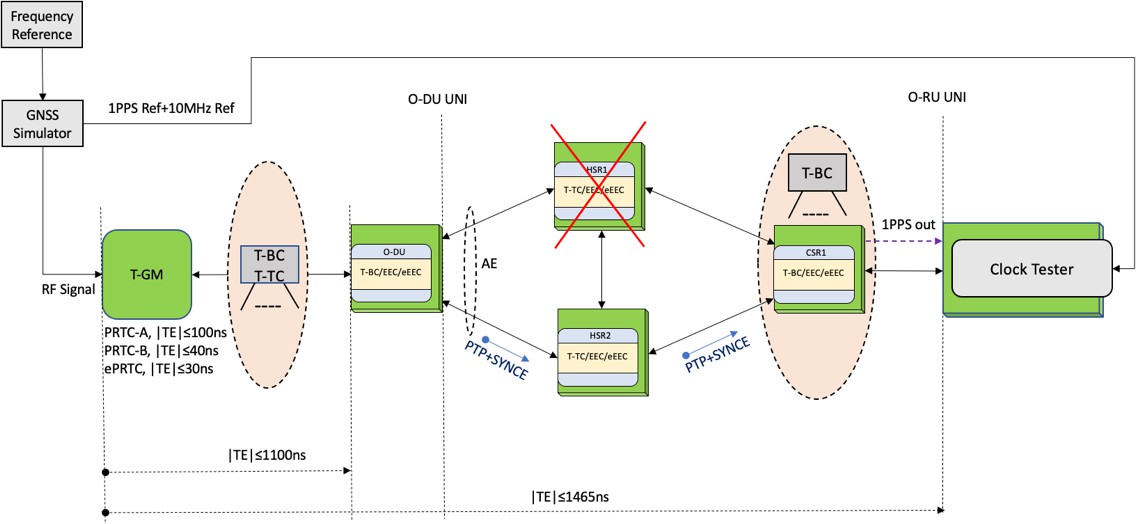 Frequency
Reference
GNSS
Simulator
1PPS Ref+10MHz Ref
O-DU UNI
O-RU UNI
HSR1
T-TC/EEC/eEEC
T-BC
1PPS out
T-BC
T-TC
O-DU
T-BC/EEC/eEEC
AE
CSR1
T-BC/EEC/eEEC
Clock Tester
T-GM
RF Signal
PRTC-A, |TE|≤100ns
PRTC-B, |TE|≤40ns
ePRTC, |TE|≤30ns
HSR2
T-TC/EEC/eEEC
PTP+SYNCE
PTP+SYNCE
|TE|≤1100ns
|TE|≤1465ns